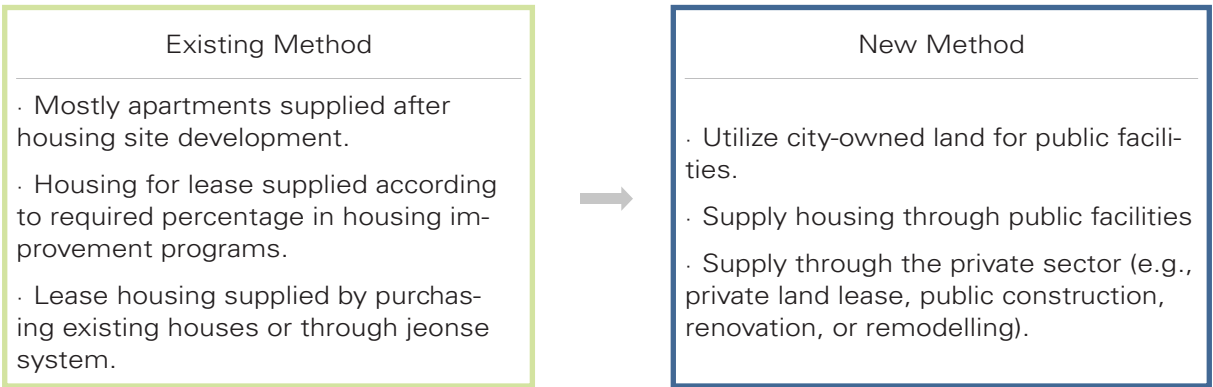 Existing Method
· Mostly apartments supplied after
housing site development.
· Housing for lease supplied according
to required percentage in housing im-
provement programs.
· Lease housing supplied by purchas-
ing existing houses or through jeonse
system.
New Method
· Utilize city-owned land for public facili-
ties.
· Supply housing through public facilities
· Supply through the private sector (e.g.,
private land lease, public construction,
renovation, or remodelling).